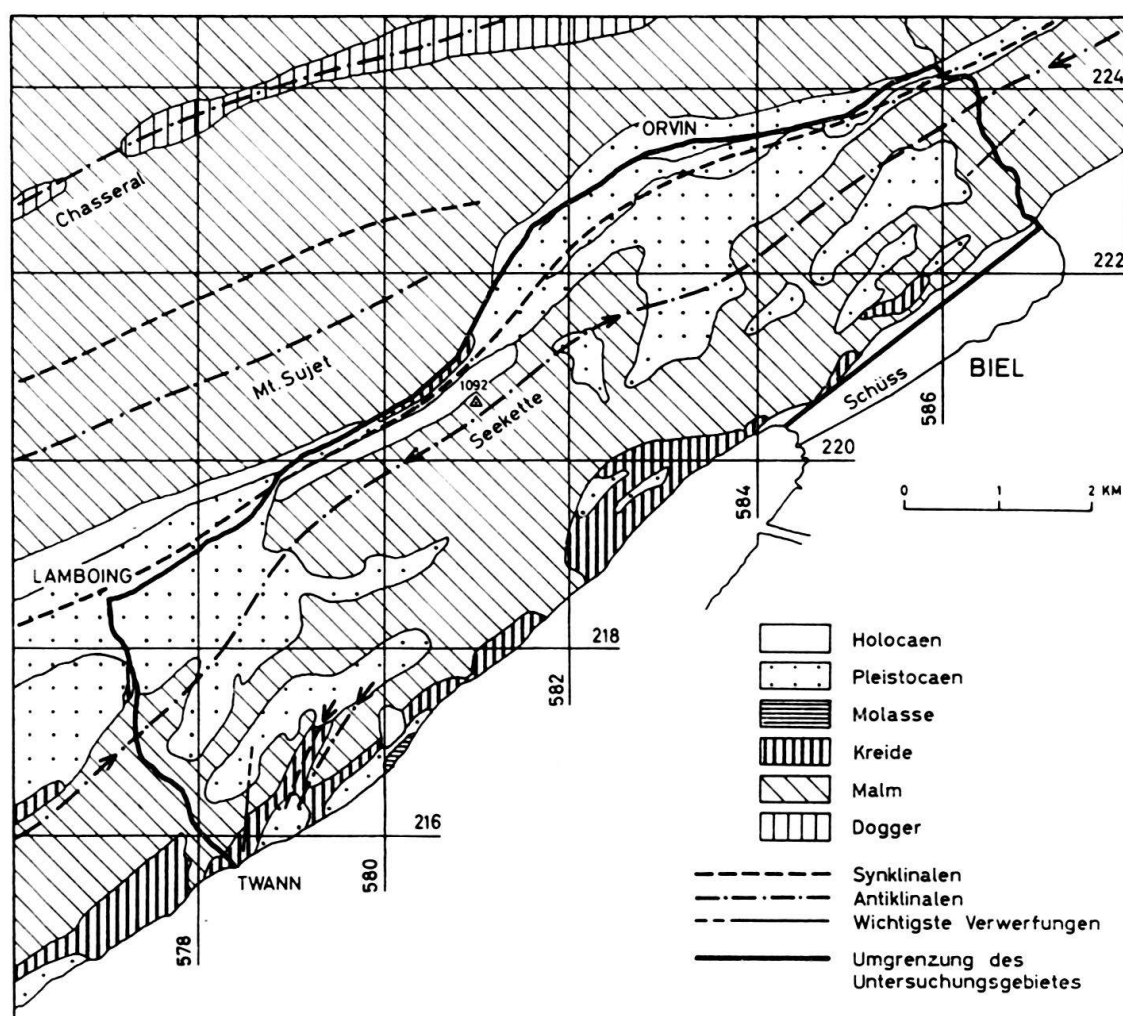 224
ORVIN
Chasseral
222
Mt. Sujet
1092
Seekette
BIEL
Schüss
586
220
584
0 1 2 KM
LAMBOING
218
582
216
580
TWANN
578
Holocaen
Pleistocaen
Molasse
Kreide
Malm
Dogger
Synklinalen
Antiklinalen
Wichtigste Verwerfungen
Umgrenzung des
Untersuchungsgebietes